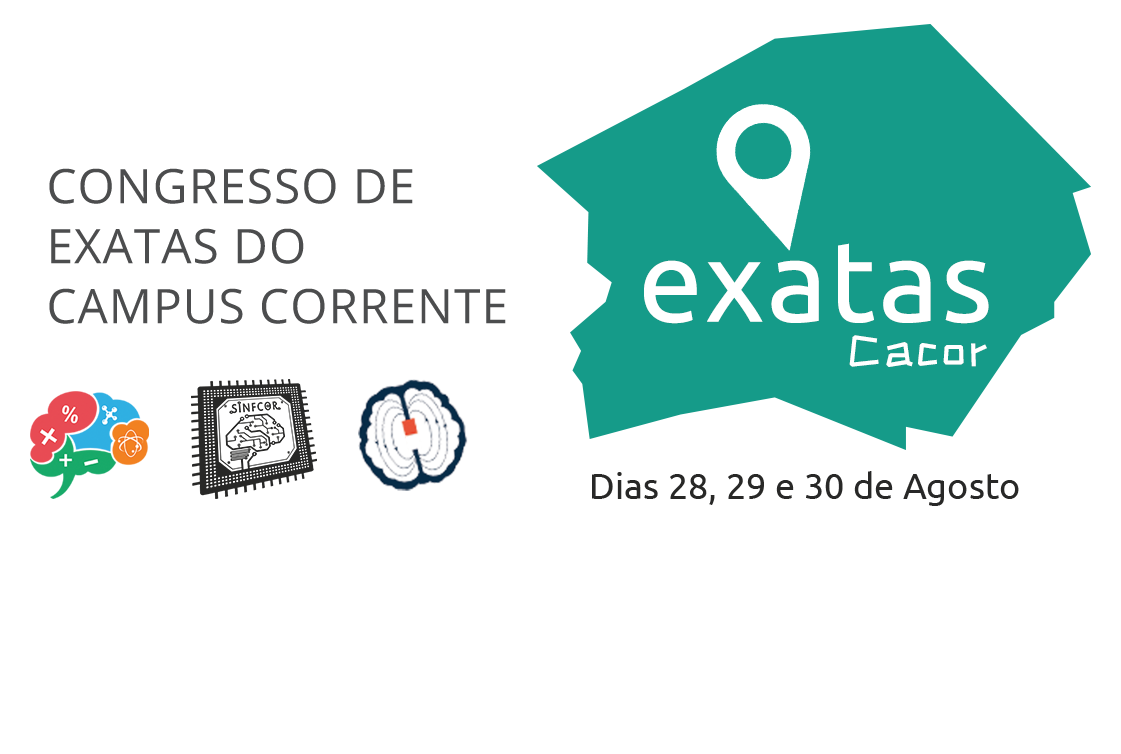 CONGRESSO DE
EXATAS DO
CAMPUS CORRENTE
%
×
+ −
SINFCOR
exatas
Cacor
Dias 28, 29 e 30 de Agosto